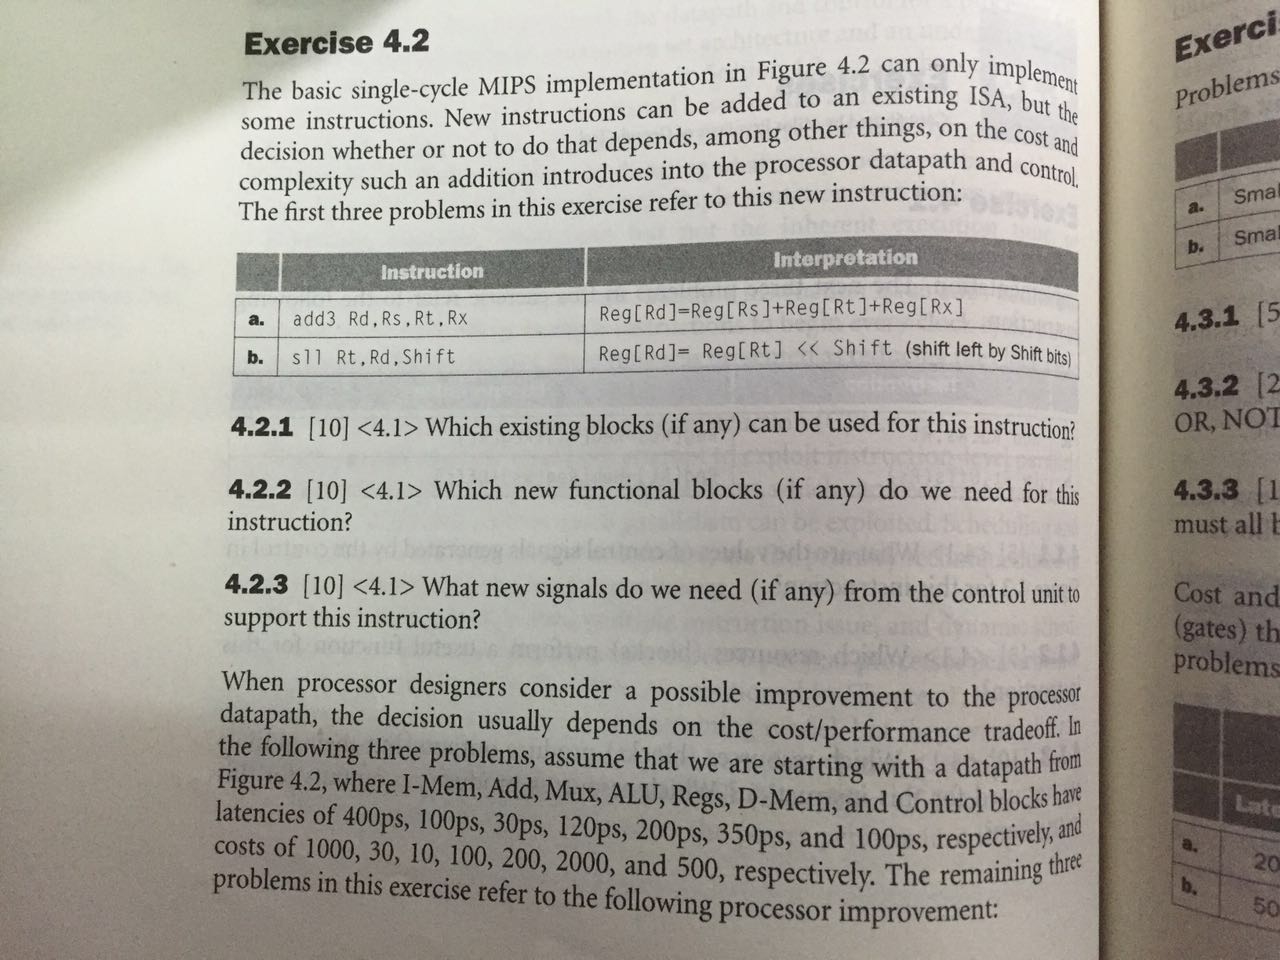 Exercise 4.2
The basic single-cycle MIPS implementation in Figure 4.2 can only implement
some instructions. New instructions can be added to an existing ISA, but the
decision whether or not to do that depends, among other things, on the cost and
complexity such an addition introduces into the processor datapath and control.
The first three problems in this exercise refer to this new instruction:
Instruction Interpretation
a. add3 Rd,Rs,Rt,Rx Reg[Rd]=Reg[Rs]+Reg[Rt]+Reg[Rx]
b. sll Rt,Rd,Shift Reg[Rd]= Reg[Rt] << Shift (shift left by Shift bits)
4.2.1 [10] <4.1> Which existing blocks (if any) can be used for this instruction?
4.2.2 [10] <4.1> Which new functional blocks (if any) do we need for this
instruction?
4.2.3 [10] <4.1> What new signals do we need (if any) from the control unit to
support this instruction?
When processor designers consider a possible improvement to the processor
datapath, the decision usually depends on the cost/performance tradeoff. In
the following three problems, assume that we are starting with a datapath from
Figure 4.2, where I-Mem, Add, Mux, ALU, Regs, D-Mem, and Control blocks have
latencies of 400ps, 100ps, 30ps, 120ps, 200ps, 350ps, and 100ps, respectively, and
costs of 1000, 30, 10, 100, 200, 2000, and 500, respectively. The remaining three
problems in this exercise refer to the following processor improvement:
Exerci
Problems
a. Smal
b. Smal
4.3.1 [5
4.3.2 [2
OR, NOT
4.3.3 [1
must all b
Cost and
(gates) th
problems
Late
a. 20
b. 50